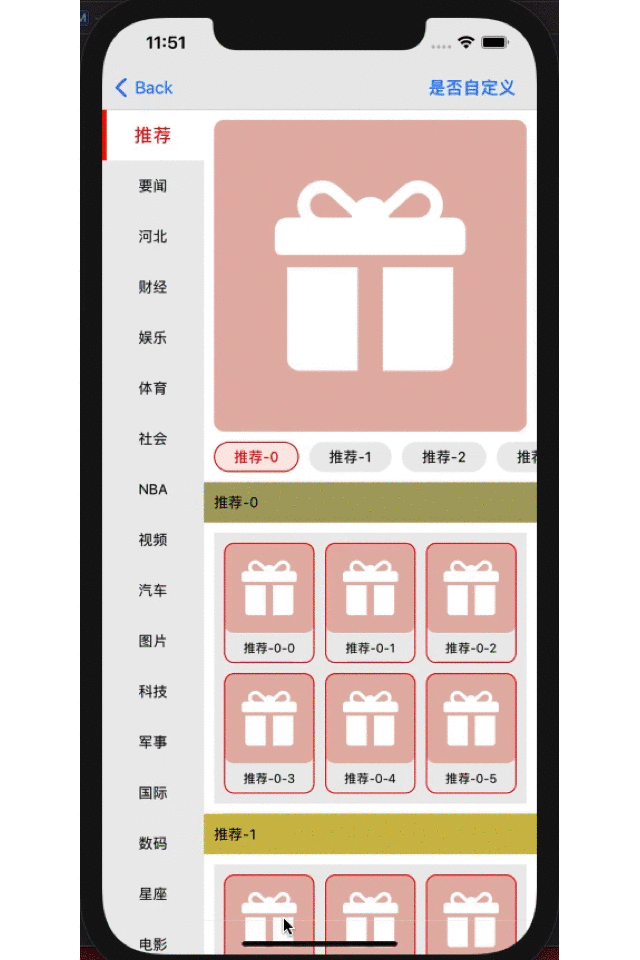 11:51
Back
是否自定义
推荐
要闻
河北
财经
娱乐
体育
社会
NBA
视频
汽车
图片
科技
军事
国际
数码
星座
电影
推荐-0
推荐-1
推荐-2
推
推荐-0
推荐-0-0
推荐-0-1
推荐-0-2
推荐-0-3
推荐-0-4
推荐-0-5
推荐-1